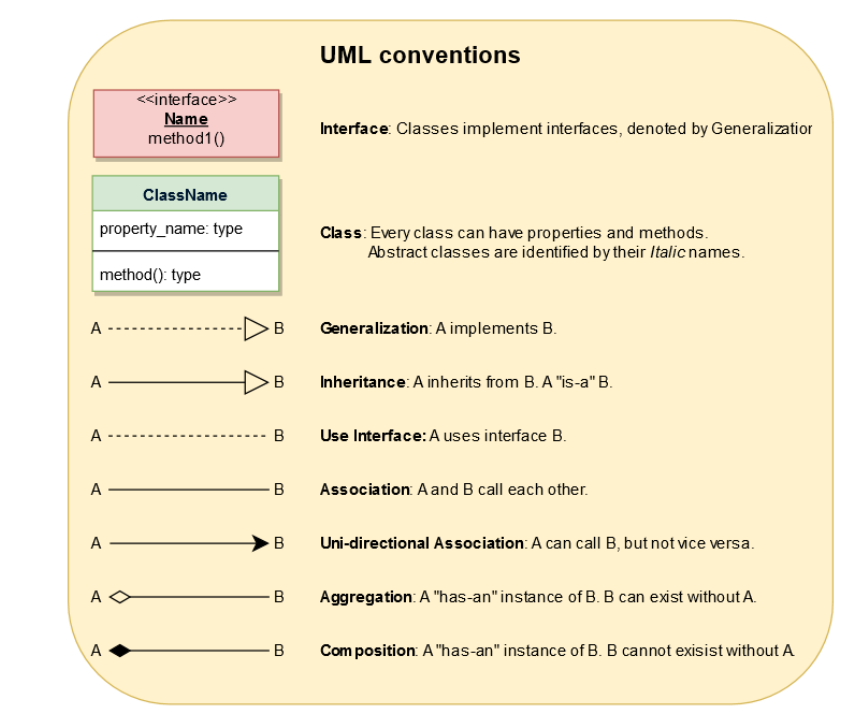 UML conventions
<<interface>>
Name
method1()
Interface: Classes implement interfaces, denoted by Generalization
ClassName
property_name: type
method(): type
Class: Every class can have properties and methods.
Abstract classes are identified by their Italic names.
A B Generalization: A implements B.
A B Inheritance: A inherits from B. A "is-a" B.
A B Use Interface: A uses interface B.
A B Association: A and B call each other.
A B Uni-directional Association: A can call B, but not vice versa.
A B Aggregation: A "has-an" instance of B. B can exist without A.
A B Composition: A "has-an" instance of B. B cannot exisist without A.